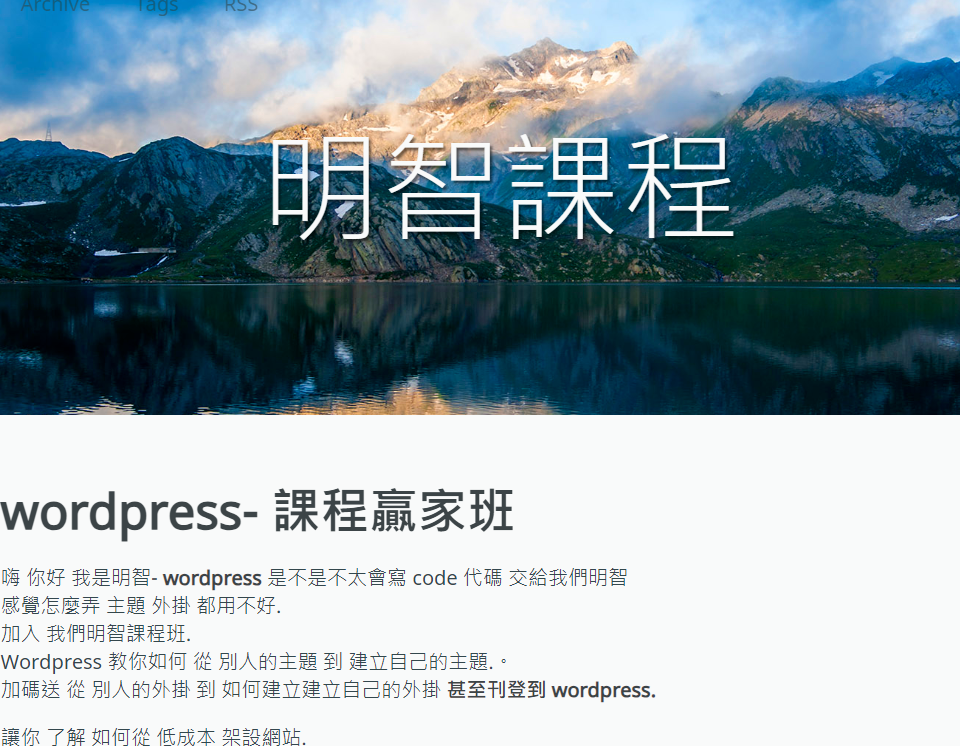 Archive Tags RSS
明智課程
wordpress- 課程贏家班
嗨 你好 我是明智- wordpress 是不是不太會寫 code 代碼 交給我們明智
感覺怎麼弄 主題 外掛 都用不好.
加入 我們明智課程班.
Wordpress 教你如何 從 別人的主題 到 建立自己的主題.。
加碼送 從 別人的外掛 到 如何建立建立自己的外掛 甚至刊登到 wordpress.
讓你 了解 如何從 低成本 架設網站.